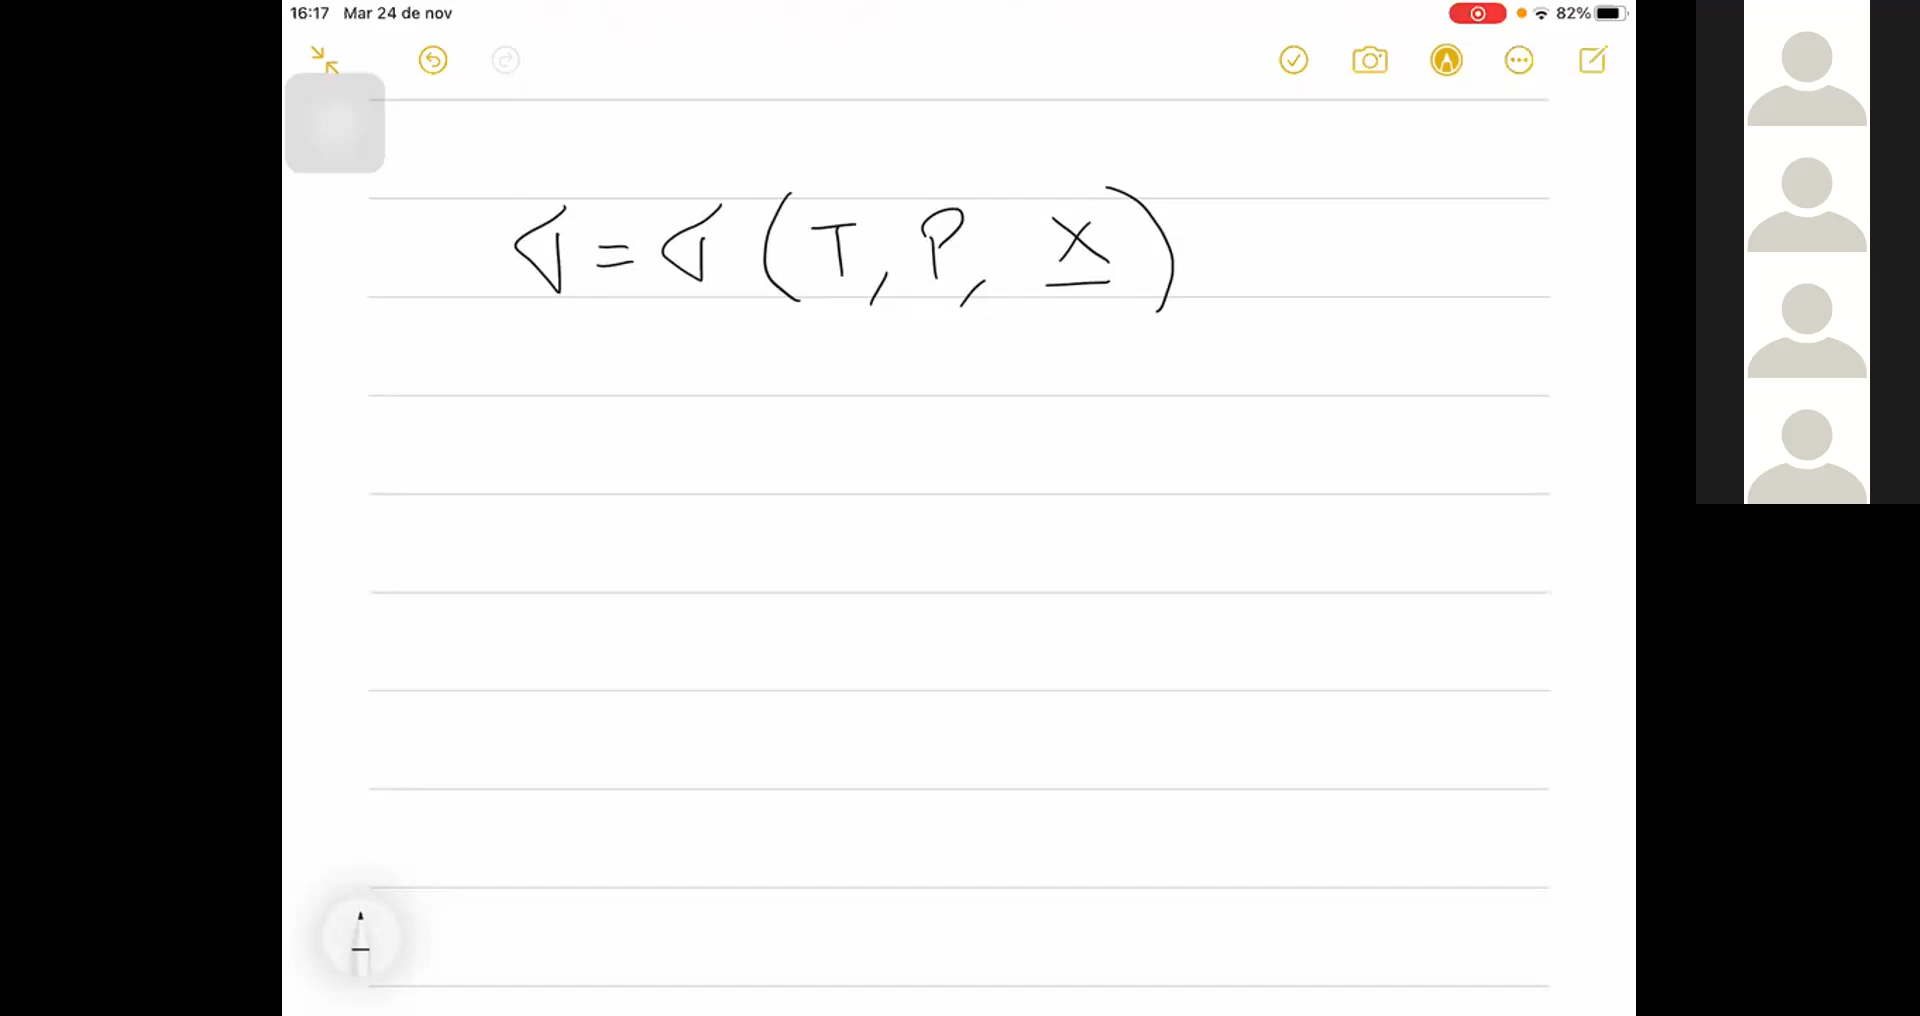 16:17 Mar 24 de nov 82%
σ = σ (T, P, X)